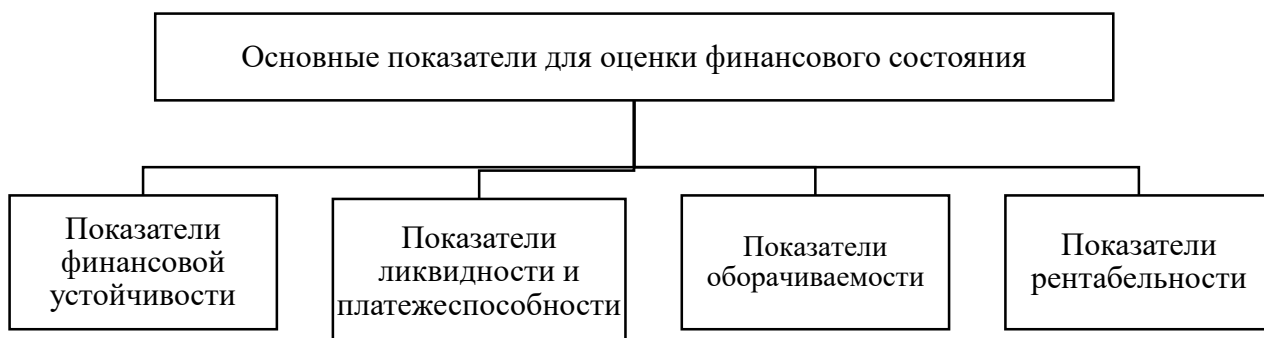 Основные показатели для оценки финансового состояния
Показатели
финансовой
устойчивости
Показатели
ликвидности и
платежеспособности
Показатели
оборачиваемости
Показатели
рентабельности